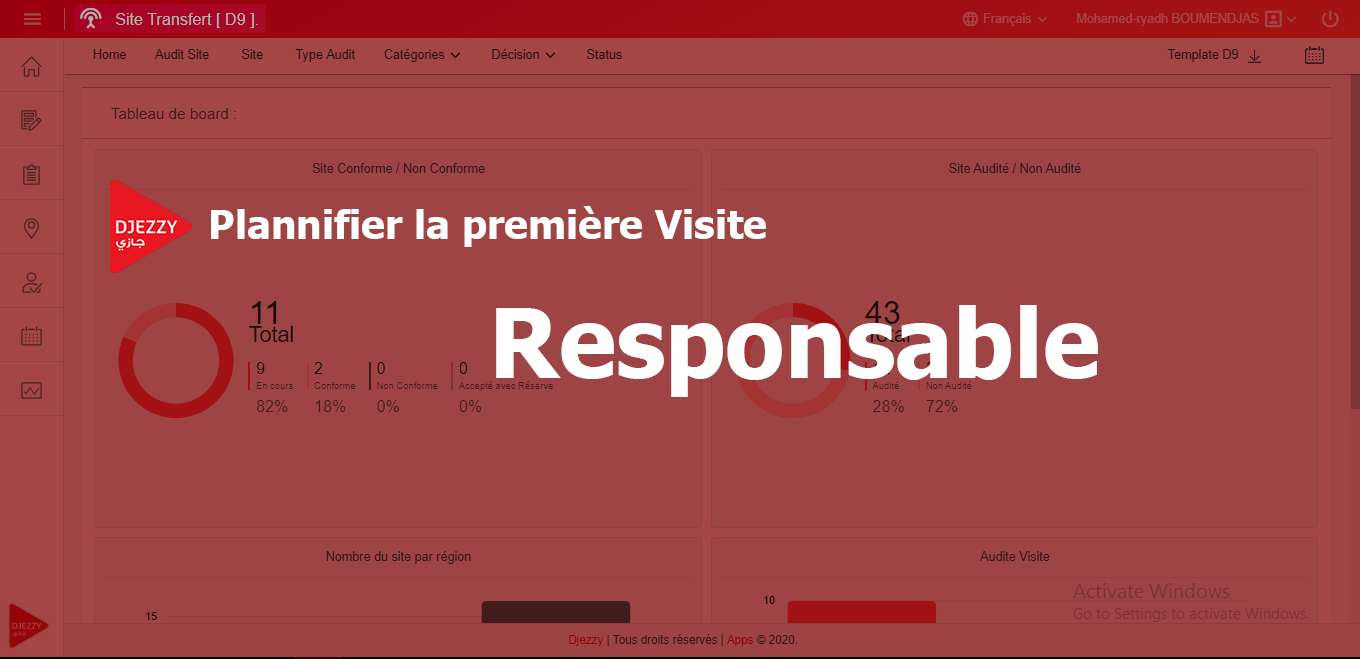 Site Transfert [ D9 ].
Français
Mohamed-ryadh BOUMENDJAS
Home
Audit Site
Site
Type Audit
Catégories
Décision
Status
Template D9
Tableau de board :
Site Conforme / Non Conforme
Site Audité / Non Audité
DJEZZY
جازي
Plannifier la première Visite
Responsable
11
Total
9
En cours
82%
2
Conforme
18%
0
Non Conforme
0%
0
Accepté avec Réserve
0%
43
Total
Audité
28%
Non Audité
72%
Nombre du site par région
15
Audite Visite
10
Activate Windows
Go to Settings to activate Windows.
DJEZZY
جازي
Djezzy | Tous droits réservés | Apps © 2020.